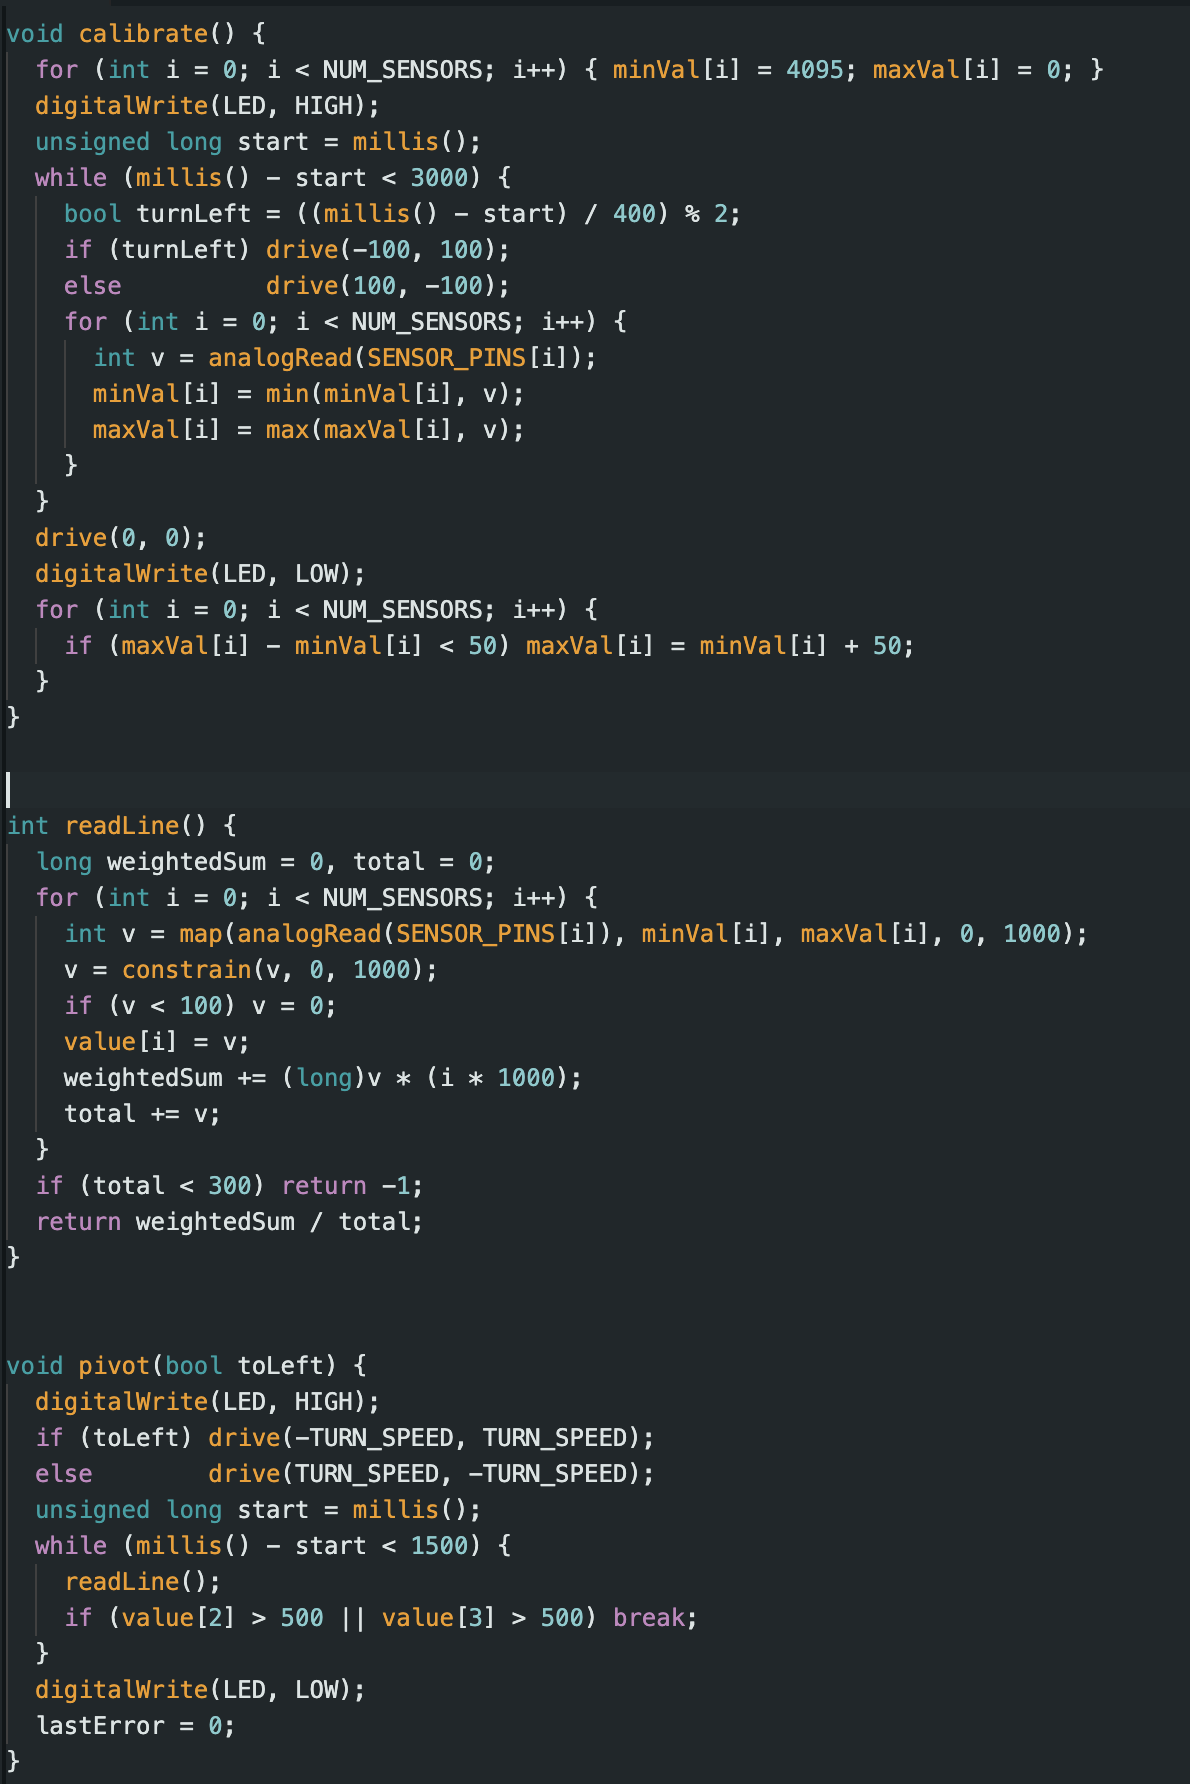 void calibrate() {
  for (int i = 0; i < NUM_SENSORS; i++) { minVal[i] = 4095; maxVal[i] = 0; }
  digitalWrite(LED, HIGH);
  unsigned long start = millis();
  while (millis() - start < 3000) {
    bool turnLeft = ((millis() - start) / 400) % 2;
    if (turnLeft) drive(-100, 100);
    else          drive(100, -100);
    for (int i = 0; i < NUM_SENSORS; i++) {
      int v = analogRead(SENSOR_PINS[i]);
      minVal[i] = min(minVal[i], v);
      maxVal[i] = max(maxVal[i], v);
    }
  }
  drive(0, 0);
  digitalWrite(LED, LOW);
  for (int i = 0; i < NUM_SENSORS; i++) {
    if (maxVal[i] - minVal[i] < 50) maxVal[i] = minVal[i] + 50;
  }
}

int readLine() {
  long weightedSum = 0, total = 0;
  for (int i = 0; i < NUM_SENSORS; i++) {
    int v = map(analogRead(SENSOR_PINS[i]), minVal[i], maxVal[i], 0, 1000);
    v = constrain(v, 0, 1000);
    if (v < 100) v = 0;
    value[i] = v;
    weightedSum += (long)v * (i * 1000);
    total += v;
  }
  if (total < 300) return -1;
  return weightedSum / total;
}

void pivot(bool toLeft) {
  digitalWrite(LED, HIGH);
  if (toLeft) drive(-TURN_SPEED, TURN_SPEED);
  else        drive(TURN_SPEED, -TURN_SPEED);
  unsigned long start = millis();
  while (millis() - start < 1500) {
    readLine();
    if (value[2] > 500 || value[3] > 500) break;
  }
  digitalWrite(LED, LOW);
  lastError = 0;
}